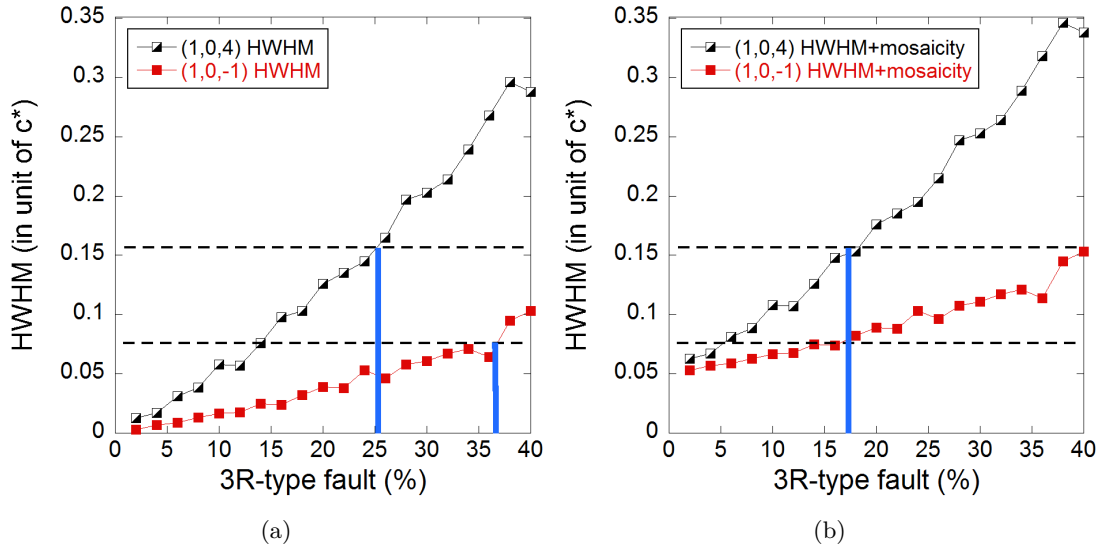 0.35
0.3
0.25
0.2
0.15
0.1
0.05
0
HWHM (in unit of c*)
(1,0,4) HWHM
(1,0,-1) HWHM
0 5 10 15 20 25 30 35 40
3R-type fault (%)
(a)
0.35
0.3
0.25
0.2
0.15
0.1
0.05
0
HWHM (in unit of c*)
(1,0,4) HWHM+mosaicity
(1,0,-1) HWHM+mosaicity
0 5 10 15 20 25 30 35 40
3R-type fault (%)
(b)